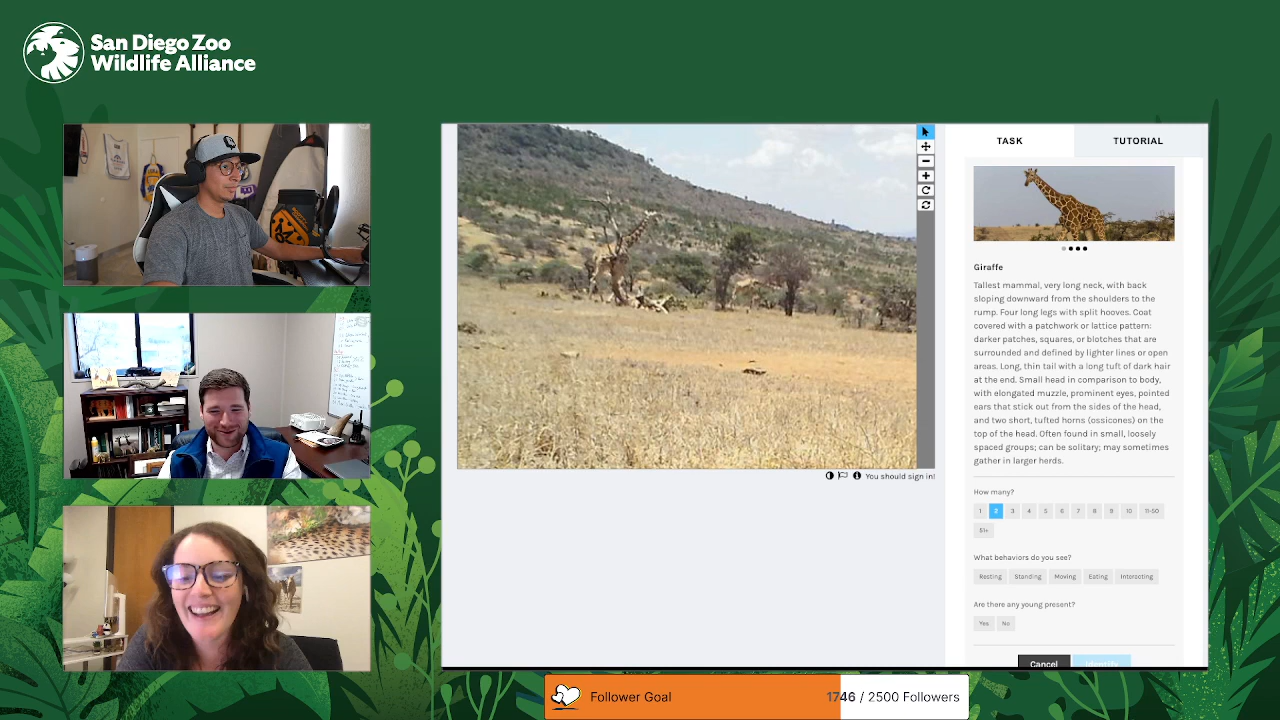 San Diego Zoo
Wildlife Alliance
TASK
TUTORIAL
Giraffe
Tallest mammal, very long neck, with back
sloping downward from the shoulders to the
rump. Four long legs with split hooves. Coat
covered with a patchwork or lattice pattern:
darker patches, squares, or blotches that are
surrounded and defined by lighter lines or open
areas. Long, thin tail with a long tuft of dark hair
at the end. Small head in comparison to body,
with elongated muzzle, prominent eyes, pointed
ears that stick out from the sides of the head,
and two short, tufted horns (ossicones) on the
top of the head. Often found in small, loosely
spaced groups; can be solitary; may sometimes
gather in larger herds.
You should sign in!
How many?
1 2 3 4 5 6 7 8 9 10 11-50
51+
What behaviors do you see?
Resting Standing Moving Eating Interacting
Are there any young present?
Yes No
Cancel Identify
Follower Goal 1746 / 2500 Followers